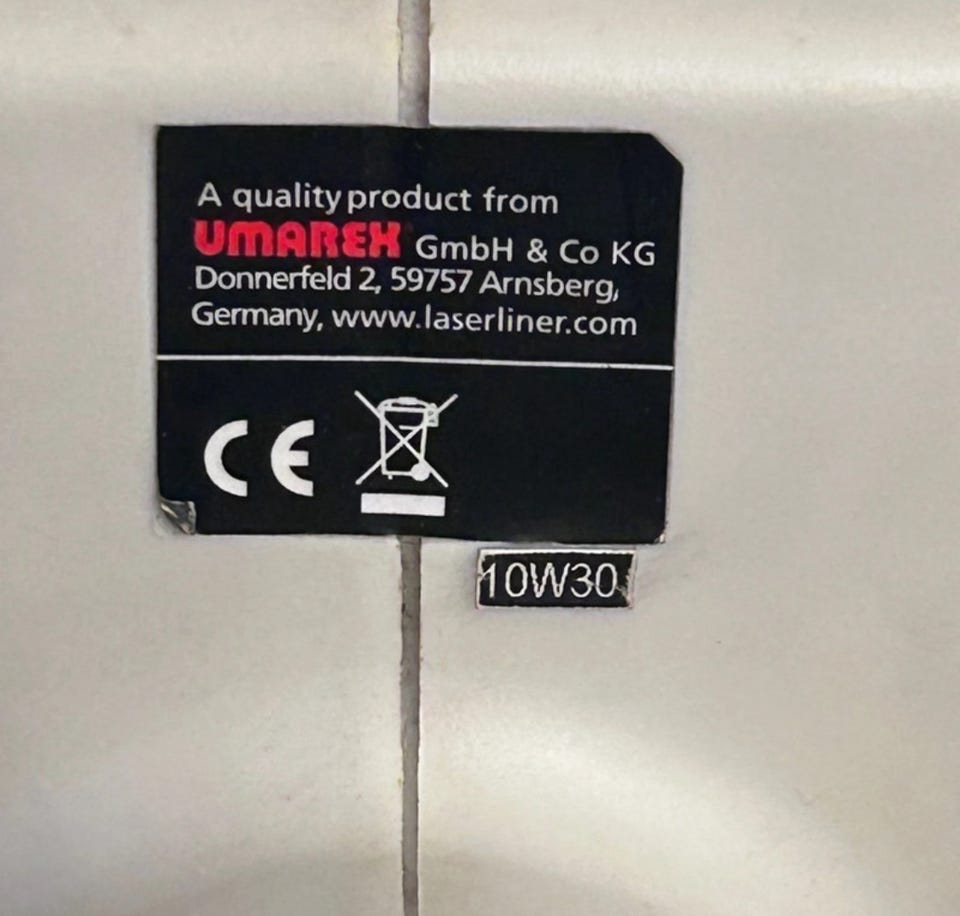 A quality product from
UMAREX GmbH & Co KG
Donnerfeld 2, 59757 Arnsberg,
Germany, www.laserliner.com
CE
10W30